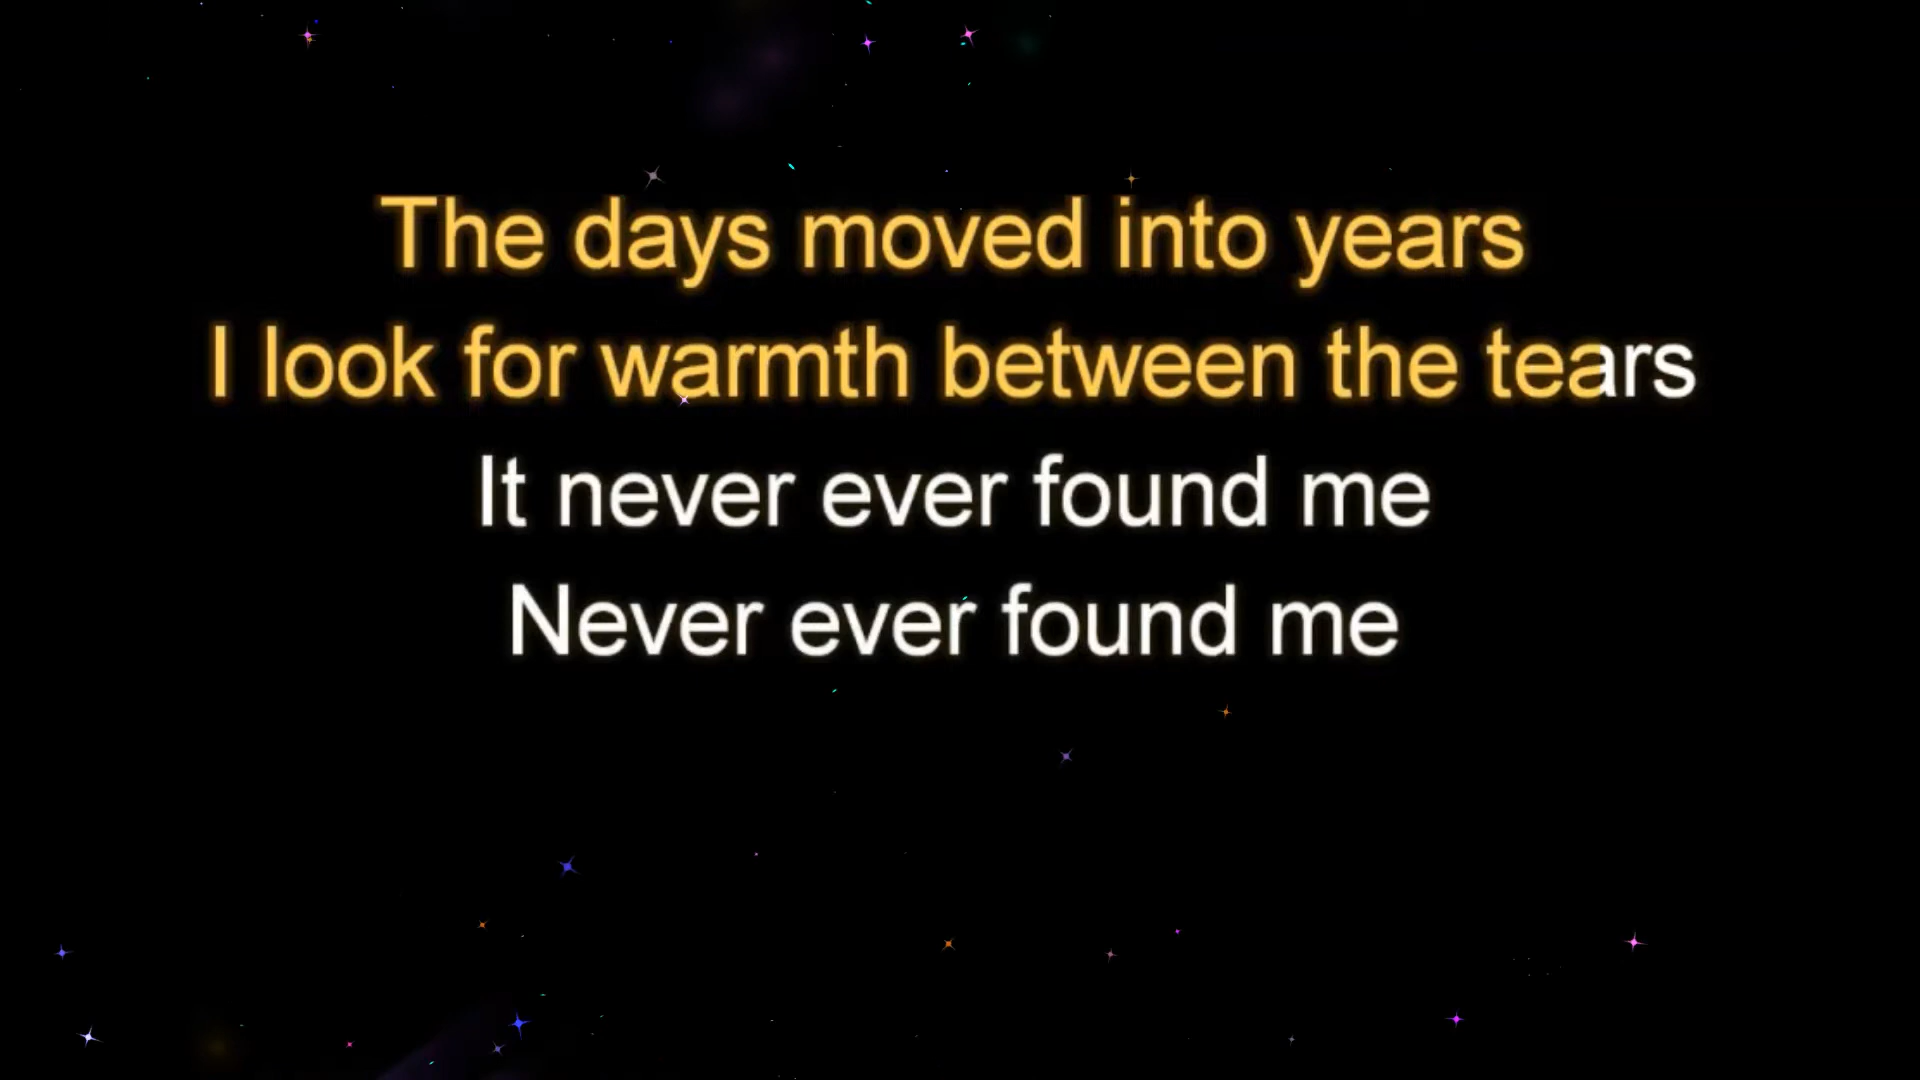 The days moved into years
I look for warmth between the tears
It never ever found me
Never ever found me